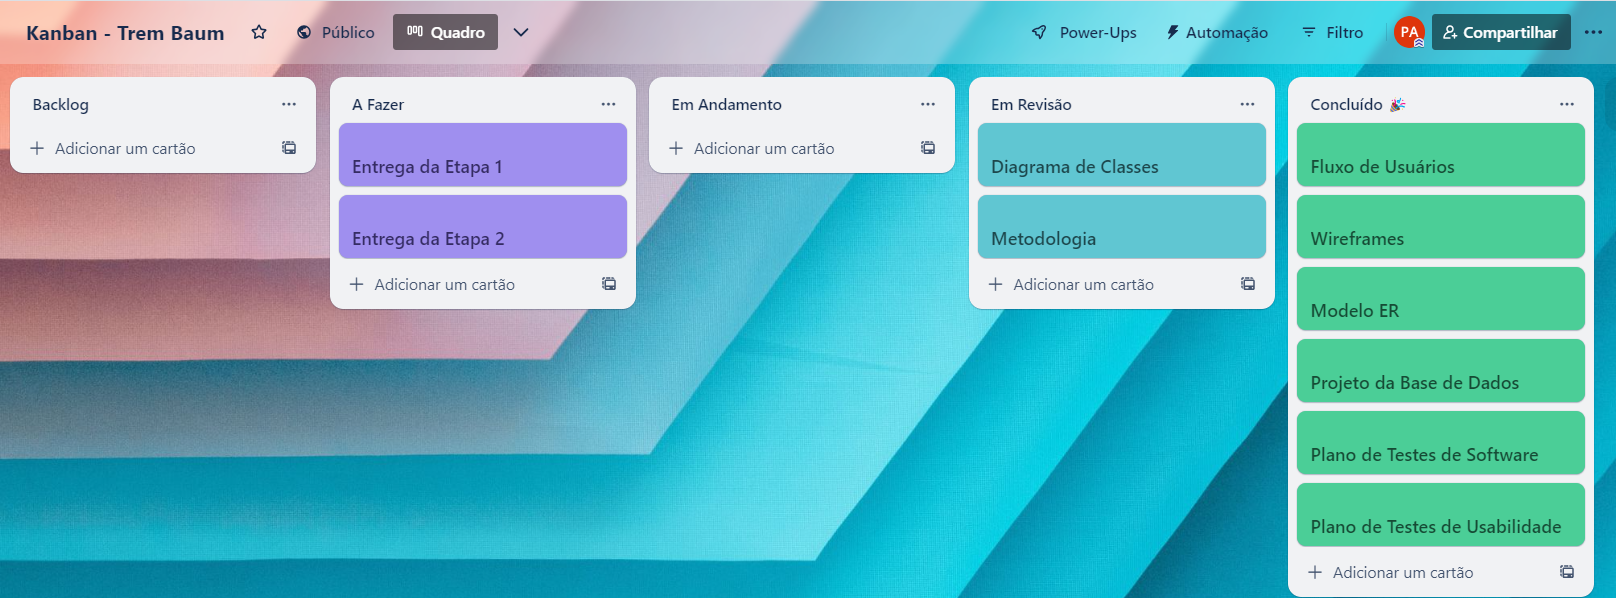 Kanban - Trem Baum
Público
Quadro
Power-Ups
Automação
Filtro
PA
Compartilhar
Backlog
Adicionar um cartão
A Fazer
Entrega da Etapa 1
Entrega da Etapa 2
Adicionar um cartão
Em Andamento
Adicionar um cartão
Em Revisão
Diagrama de Classes
Metodologia
Adicionar um cartão
Concluído 🎉
Fluxo de Usuários
Wireframes
Modelo ER
Projeto da Base de Dados
Plano de Testes de Software
Plano de Testes de Usabilidade
Adicionar um cartão